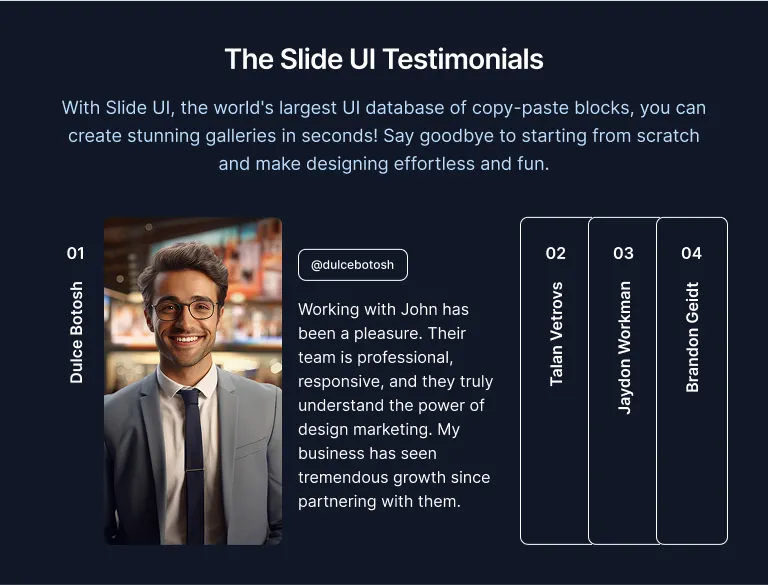 The Slide UI Testimonials
With Slide UI, the world's largest UI database of copy-paste blocks, you can
create stunning galleries in seconds! Say goodbye to starting from scratch
and make designing effortless and fun.
01
Dulce Botosh
@dulcebotosh
Working with John has
been a pleasure. Their
team is professional,
responsive, and they truly
understand the power of
design marketing. My
business has seen
tremendous growth since
partnering with them.
02
Talan Vetrovs
03
Jaydon Workman
04
Brandon Geidt